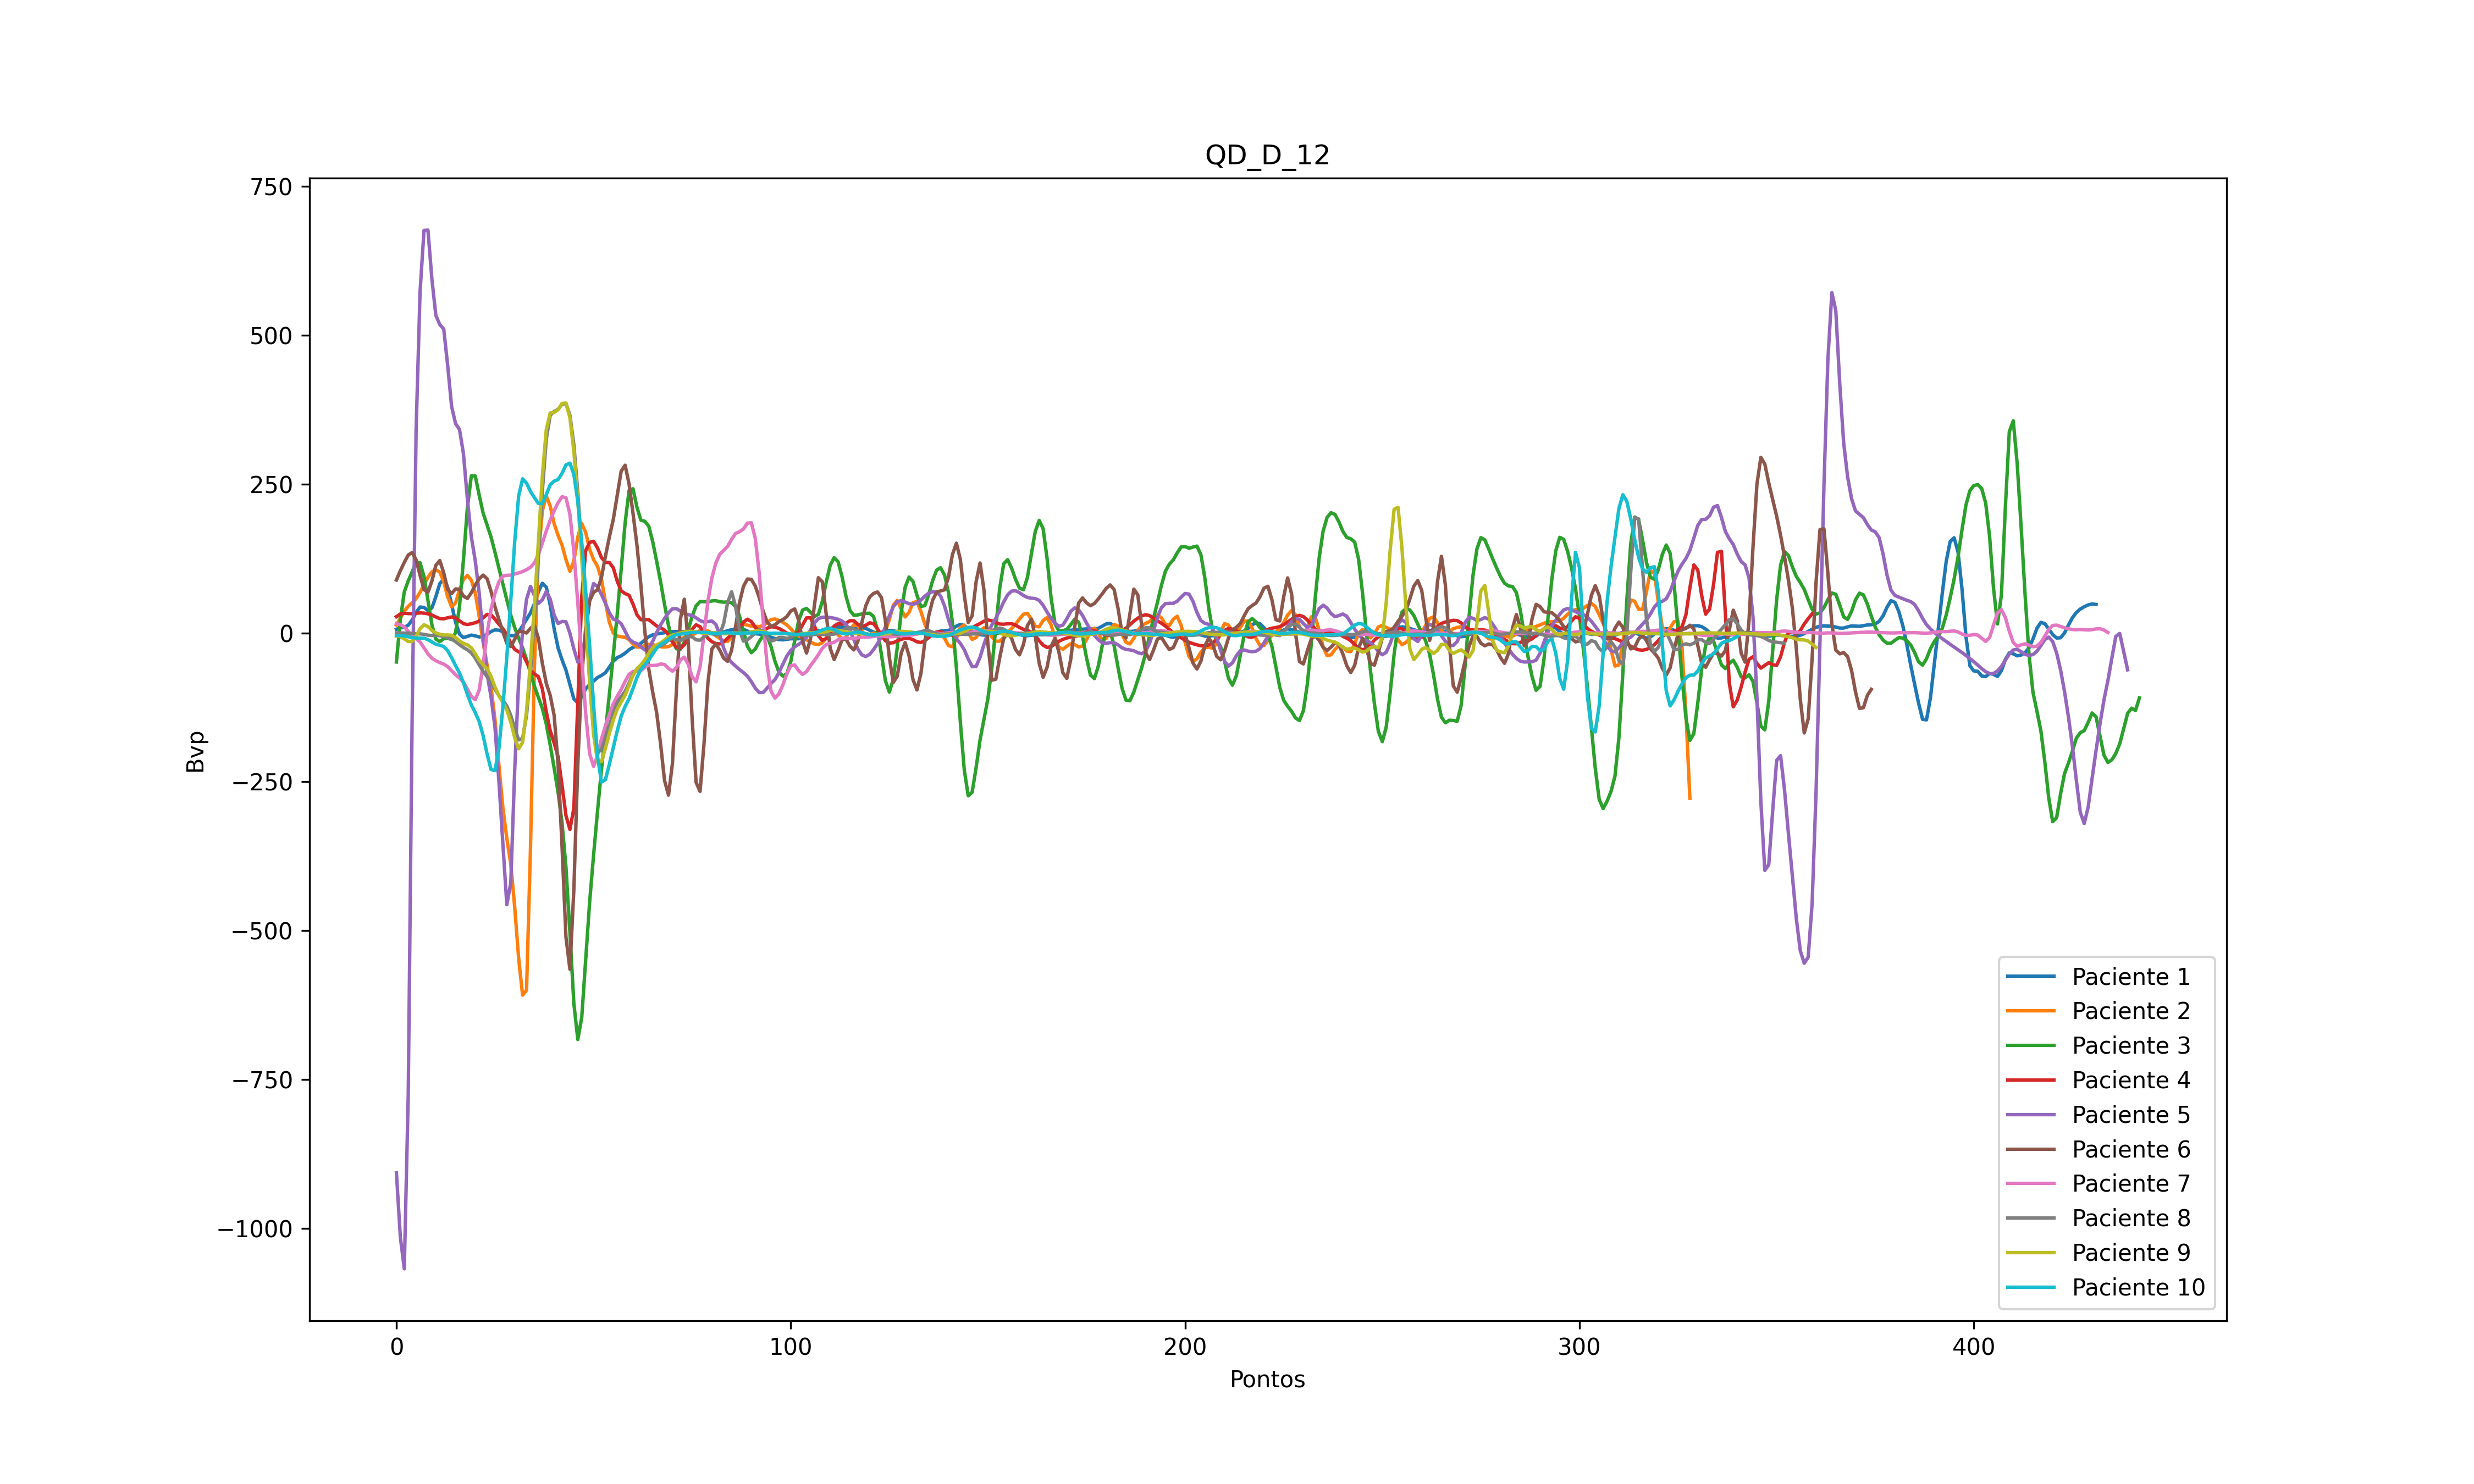 QD_D_12
750
500
250
0
−250
−500
−750
−1000
Bvp
0 100 200 300 400
Pontos
Paciente 1
Paciente 2
Paciente 3
Paciente 4
Paciente 5
Paciente 6
Paciente 7
Paciente 8
Paciente 9
Paciente 10